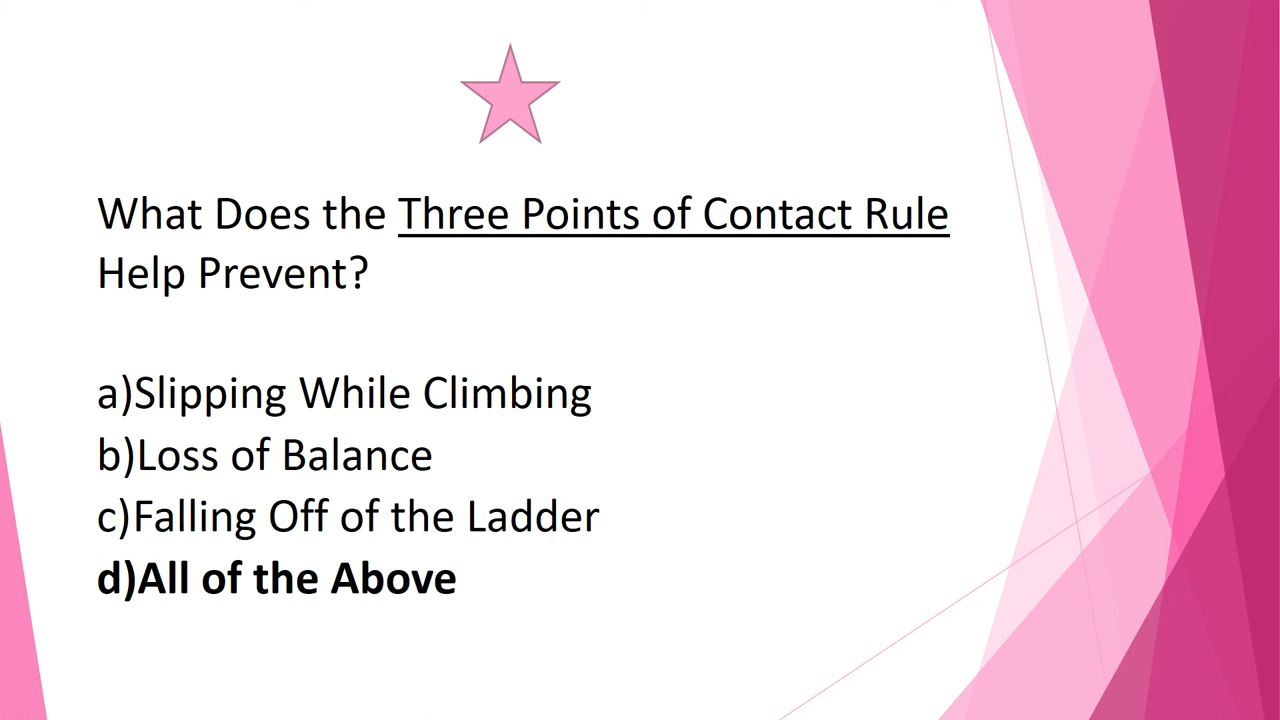 What Does the Three Points of Contact Rule
Help Prevent?
a)Slipping While Climbing
b)Loss of Balance
c)Falling Off of the Ladder
d)All of the Above